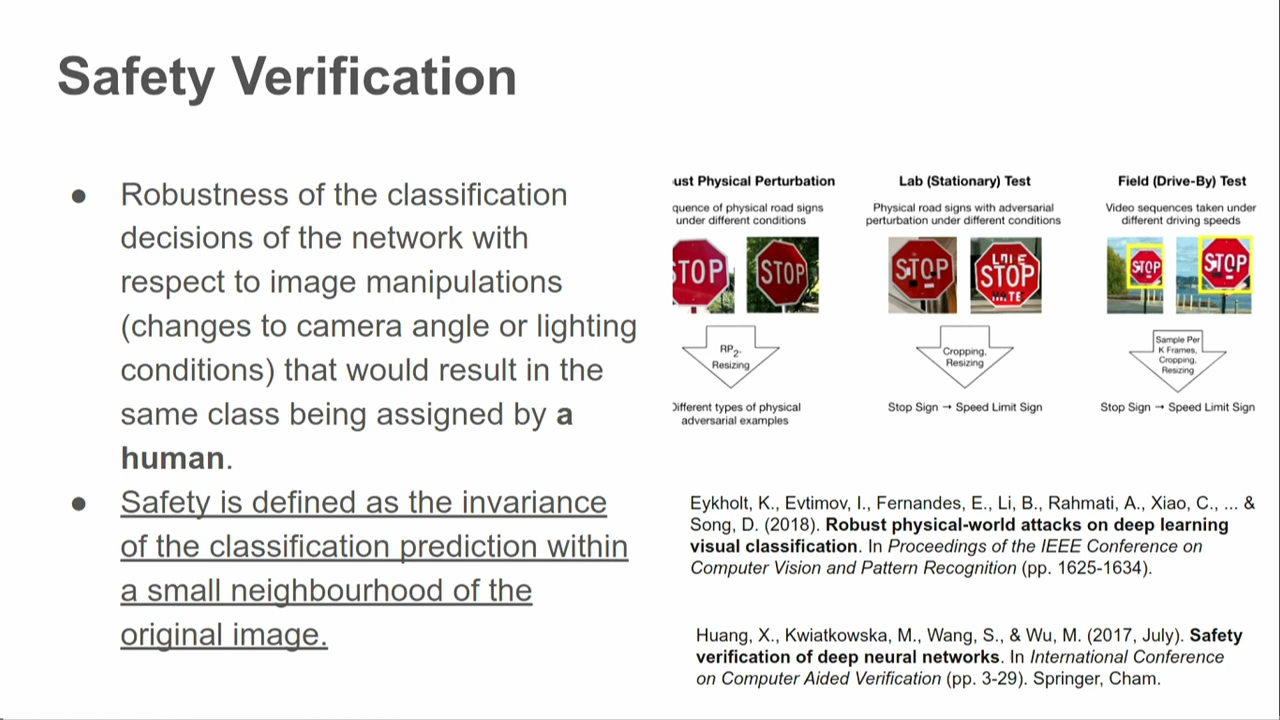 Safety Verification
● Robustness of the classification
decisions of the network with
respect to image manipulations
(changes to camera angle or lighting
conditions) that would result in the
same class being assigned by a
human.
● Safety is defined as the invariance
of the classification prediction within
a small neighbourhood of the
original image.
ust Physical Perturbation
quence of physical road signs
under different conditions
TOP
STOP
RP2,
Resizing
Different types of physical
adversarial examples
Lab (Stationary) Test
Physical road signs with adversarial
perturbation under different conditions
STOP
STOP
Cropping,
Resizing
Stop Sign → Speed Limit Sign
Field (Drive-By) Test
Video sequences taken under
different driving speeds
STOP
STOP
Sample Per
K Frames,
Cropping,
Resizing
Stop Sign → Speed Limit Sign
Eykholt, K., Evtimov, I., Fernandes, E., Li, B., Rahmati, A., Xiao, C., ... &
Song, D. (2018). Robust physical-world attacks on deep learning
visual classification. In Proceedings of the IEEE Conference on
Computer Vision and Pattern Recognition (pp. 1625-1634).
Huang, X., Kwiatkowska, M., Wang, S., & Wu, M. (2017, July). Safety
verification of deep neural networks. In International Conference
on Computer Aided Verification (pp. 3-29). Springer, Cham.